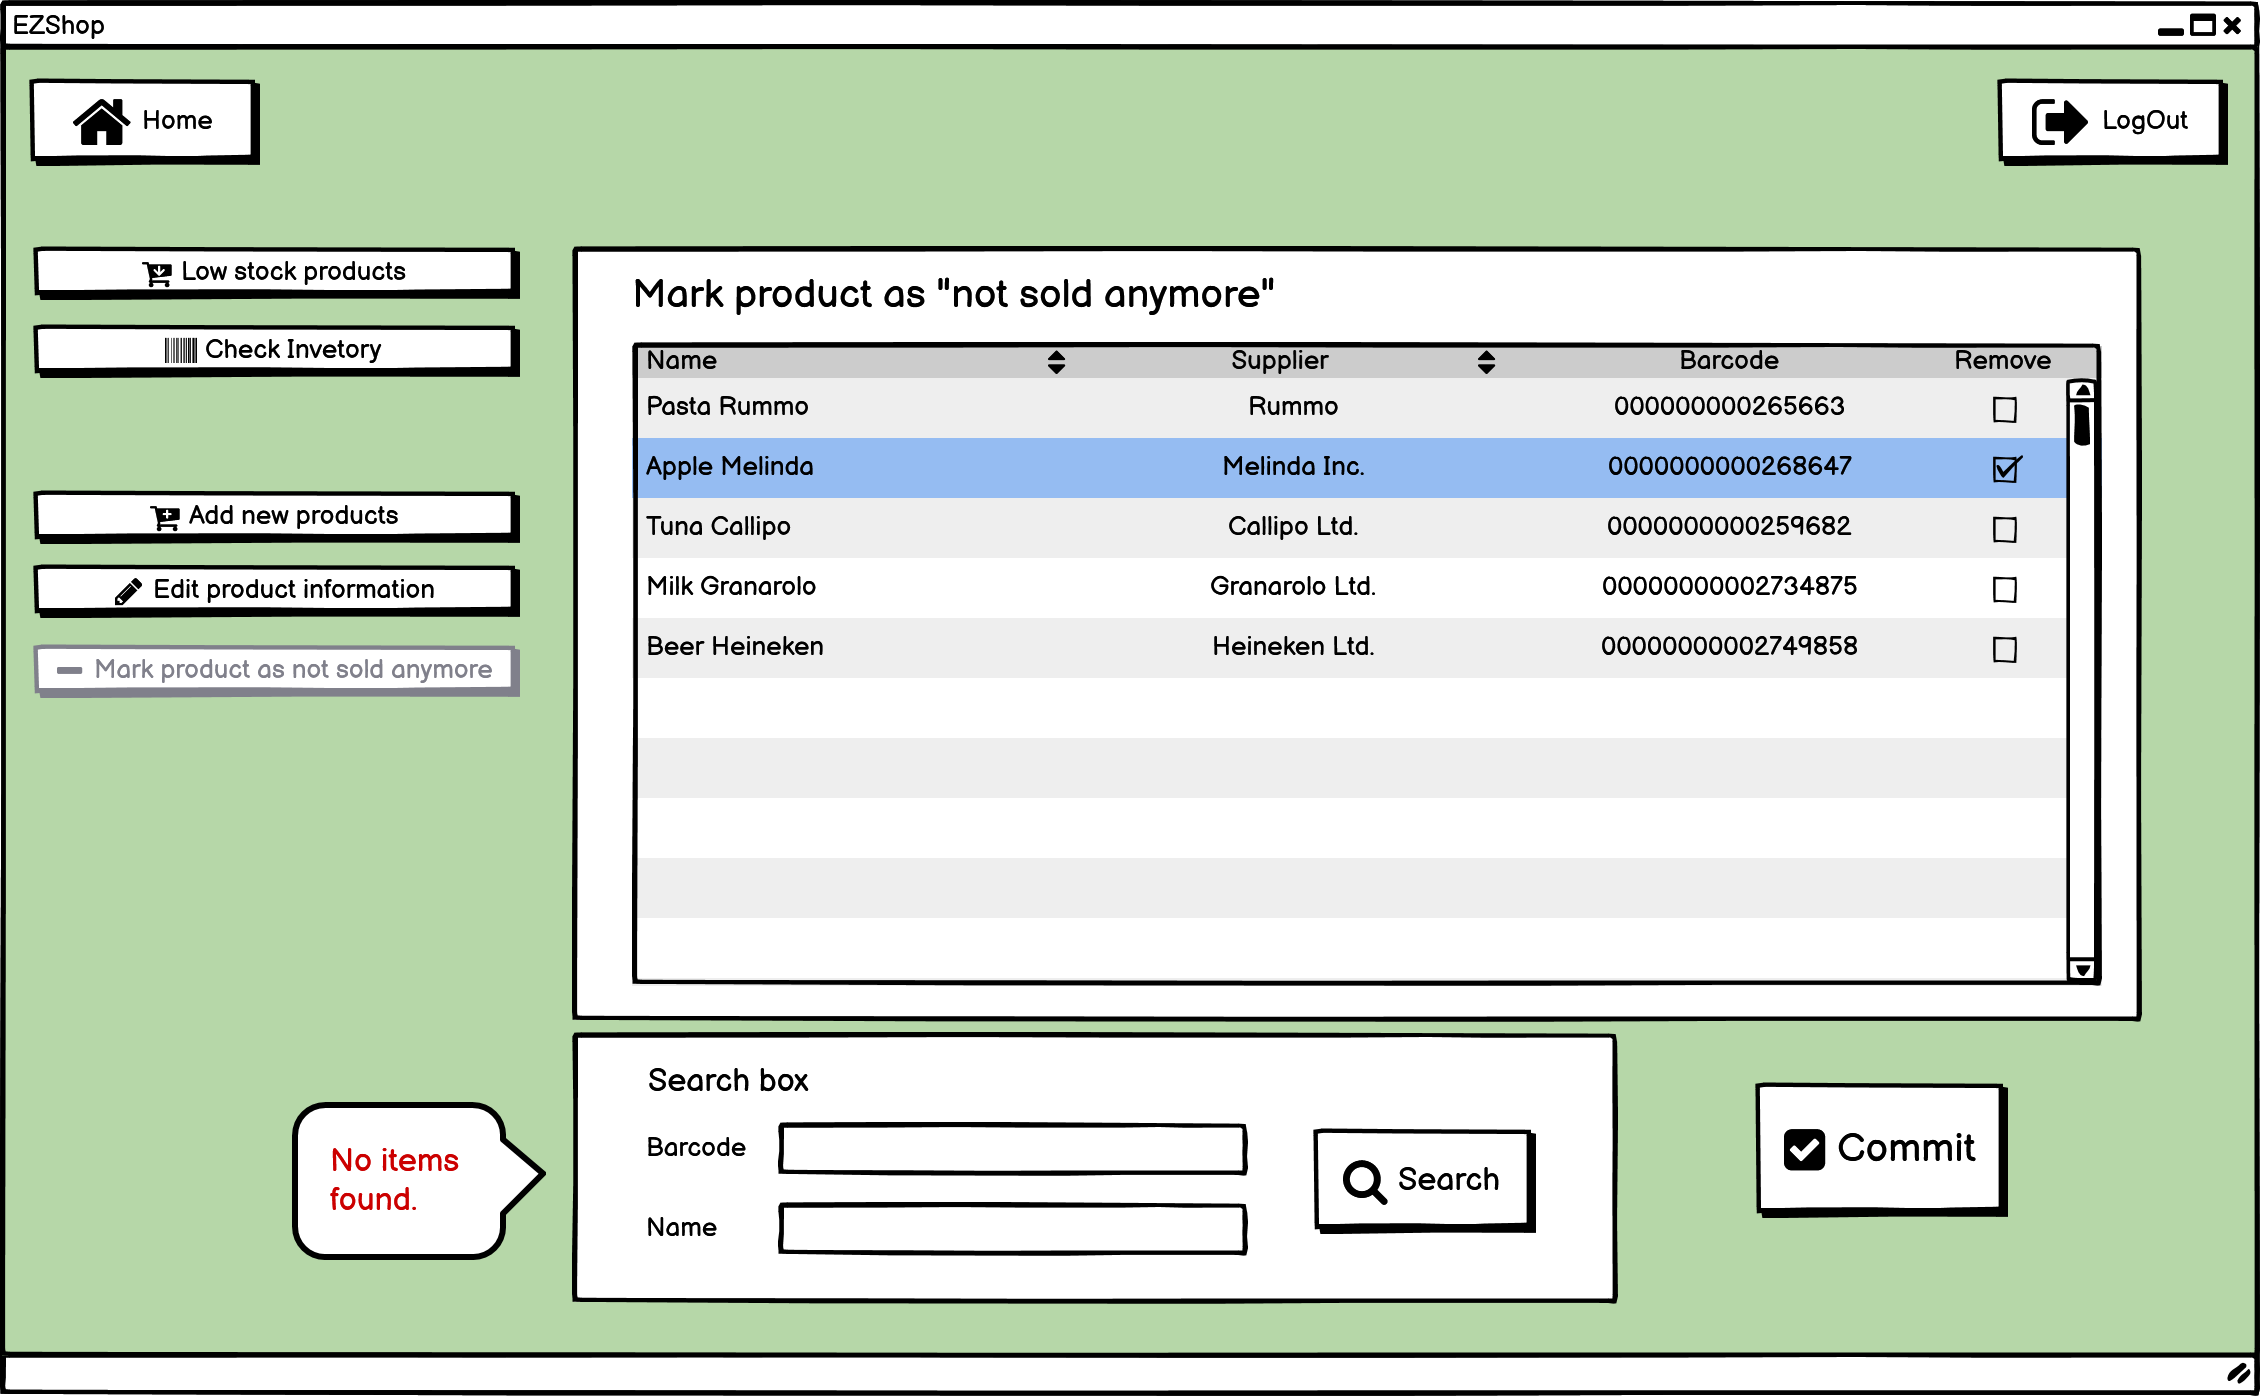 EZShop
Home
LogOut
Low stock products
Check Invetory
Add new products
Edit product information
Mark product as not sold anymore
Mark product as "not sold anymore"
Name Supplier Barcode Remove
Pasta Rummo Rummo 000000000265663
Apple Melinda Melinda Inc. 0000000000268647
Tuna Callipo Callipo Ltd. 0000000000259682
Milk Granarolo Granarolo Ltd. 00000000002734875
Beer Heineken Heineken Ltd. 00000000002749858
Search box
Barcode
Name
Search
Commit
No items
found.